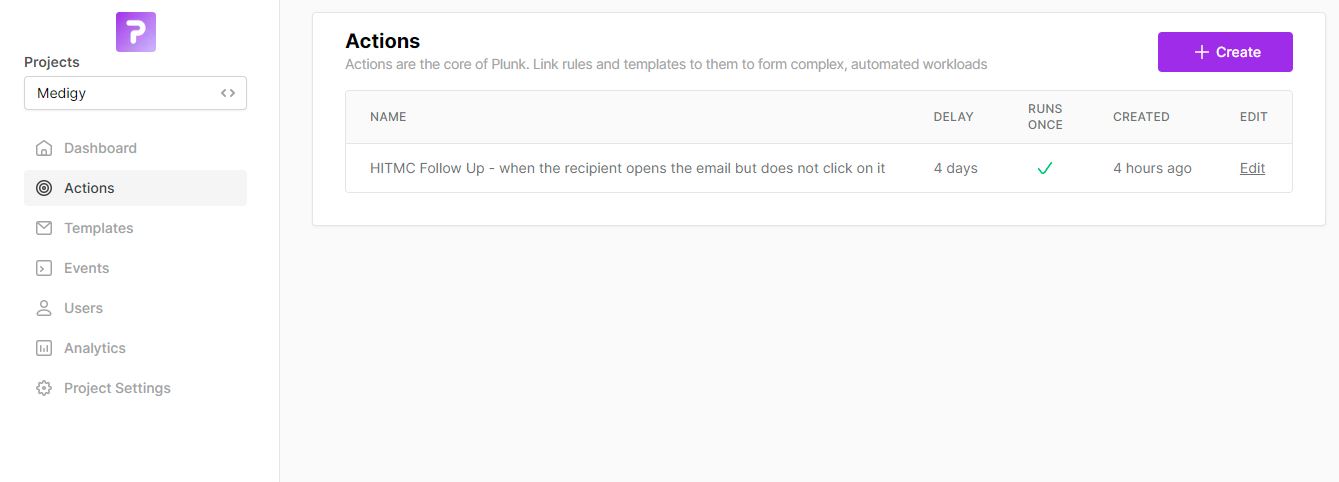 P
Projects
Medigy
Dashboard
Actions
Templates
Events
Users
Analytics
Project Settings
Actions
Actions are the core of Plunk. Link rules and templates to them to form complex, automated workloads
Create
NAME DELAY RUNS ONCE CREATED EDIT
HITMC Follow Up - when the recipient opens the email but does not click on it 4 days 4 hours ago Edit